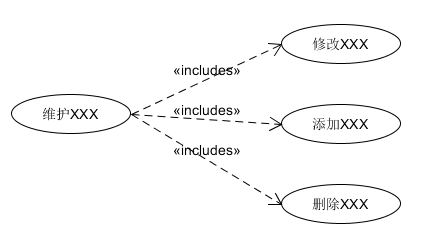 修改XXX
«includes»
维护XXX
«includes»
添加XXX
«includes»
删除XXX